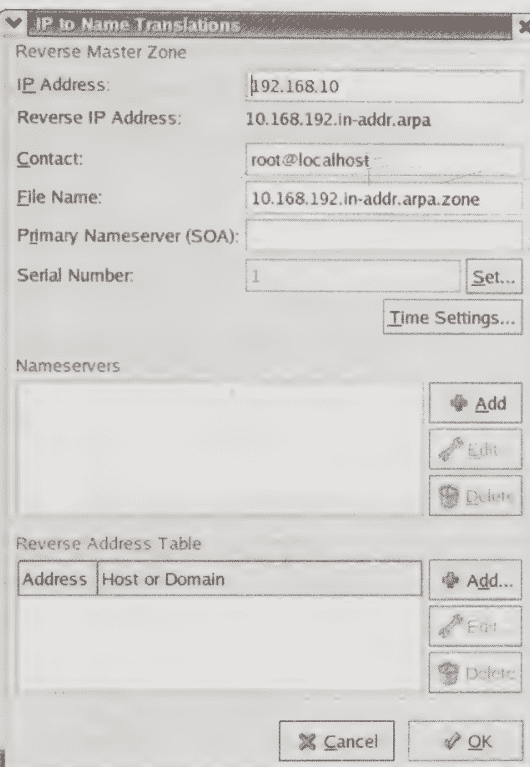 IP to Name Translations
Reverse Master Zone
IP Address: 192.168.10
Reverse IP Address: 10.168.192.in-addr.arpa
Contact: root@localhost
File Name: 10.168.192.in-addr.arpa.zone
Primary Nameserver (SOA):
Serial Number: 1 Set...
Time Settings...
Nameservers
Add
Edit
Delete
Reverse Address Table
Address Host or Domain
Add...
Edit
Delete
Cancel OK